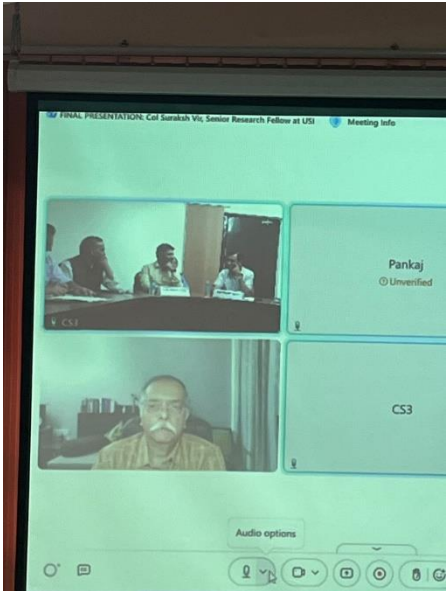 FINAL PRESENTATION: Col Suraksh Vir, Senior Research Fellow at USI
Meeting Info
Pankaj
Unverified
CS3
CS3
Audio options